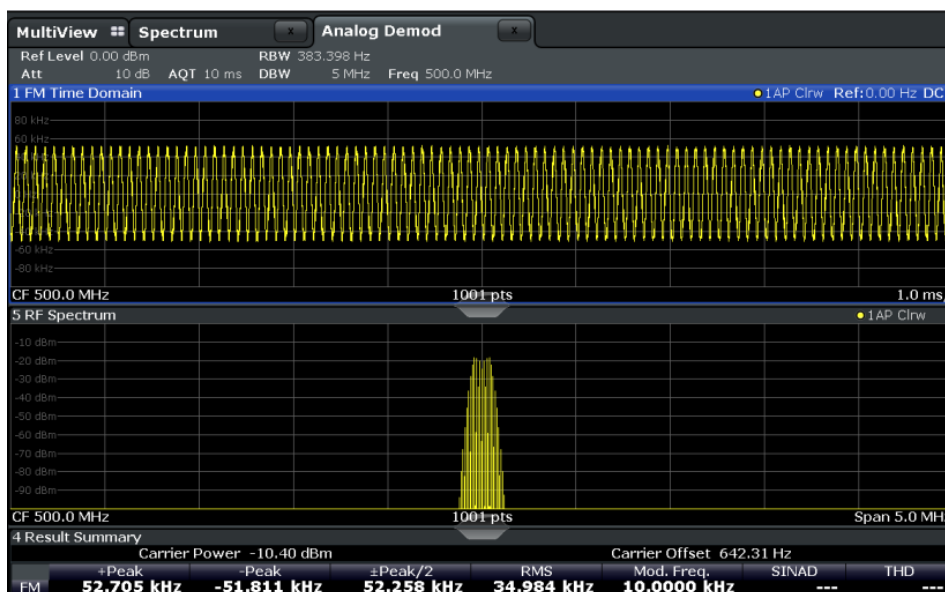 MultiView Spectrum x Analog Demod x
Ref Level 0.00 dBm RBW 383.398 Hz
Att 10 dB AQT 10 ms DBW 5 MHz Freq 500.0 MHz
1 FM Time Domain 1AP Clrw Ref:0.00 Hz DC
80 kHz
60 kHz
-60 kHz
-80 kHz
CF 500.0 MHz 1001 pts 1.0 ms
5 RF Spectrum 1AP Clrw
-10 dBm
-20 dBm
-30 dBm
-40 dBm
-50 dBm
-60 dBm
-70 dBm
-80 dBm
-90 dBm
CF 500.0 MHz 1001 pts Span 5.0 MH
4 Result Summary
Carrier Power -10.40 dBm Carrier Offset 642.31 Hz
+Peak -Peak ±Peak/2 RMS Mod. Freq. SINAD THD
FM 52.705 kHz -51.811 kHz 52.258 kHz 34.984 kHz 10.0000 kHz --- ---